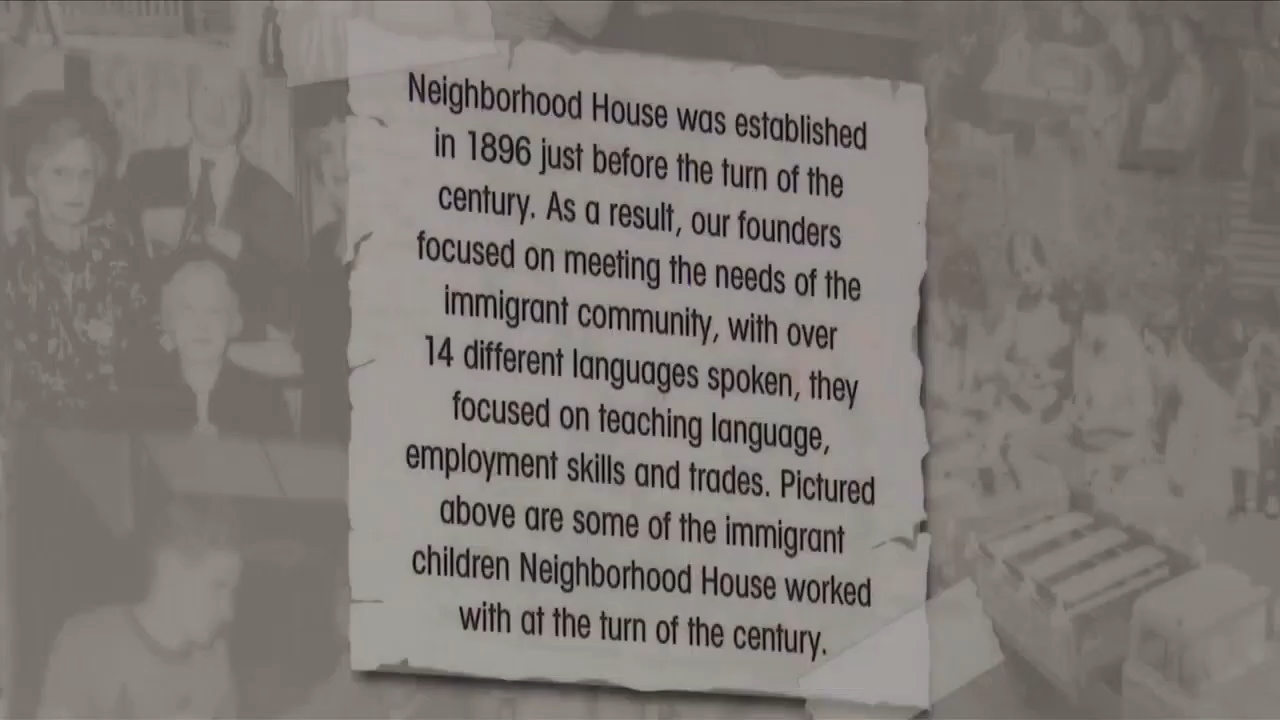 Neighborhood House was established
in 1896 just before the turn of the
century. As a result, our founders
focused on meeting the needs of the
immigrant community, with over
14 different languages spoken, they
focused on teaching language,
employment skills and trades. Pictured
above are some of the immigrant
children Neighborhood House worked
with at the turn of the century.